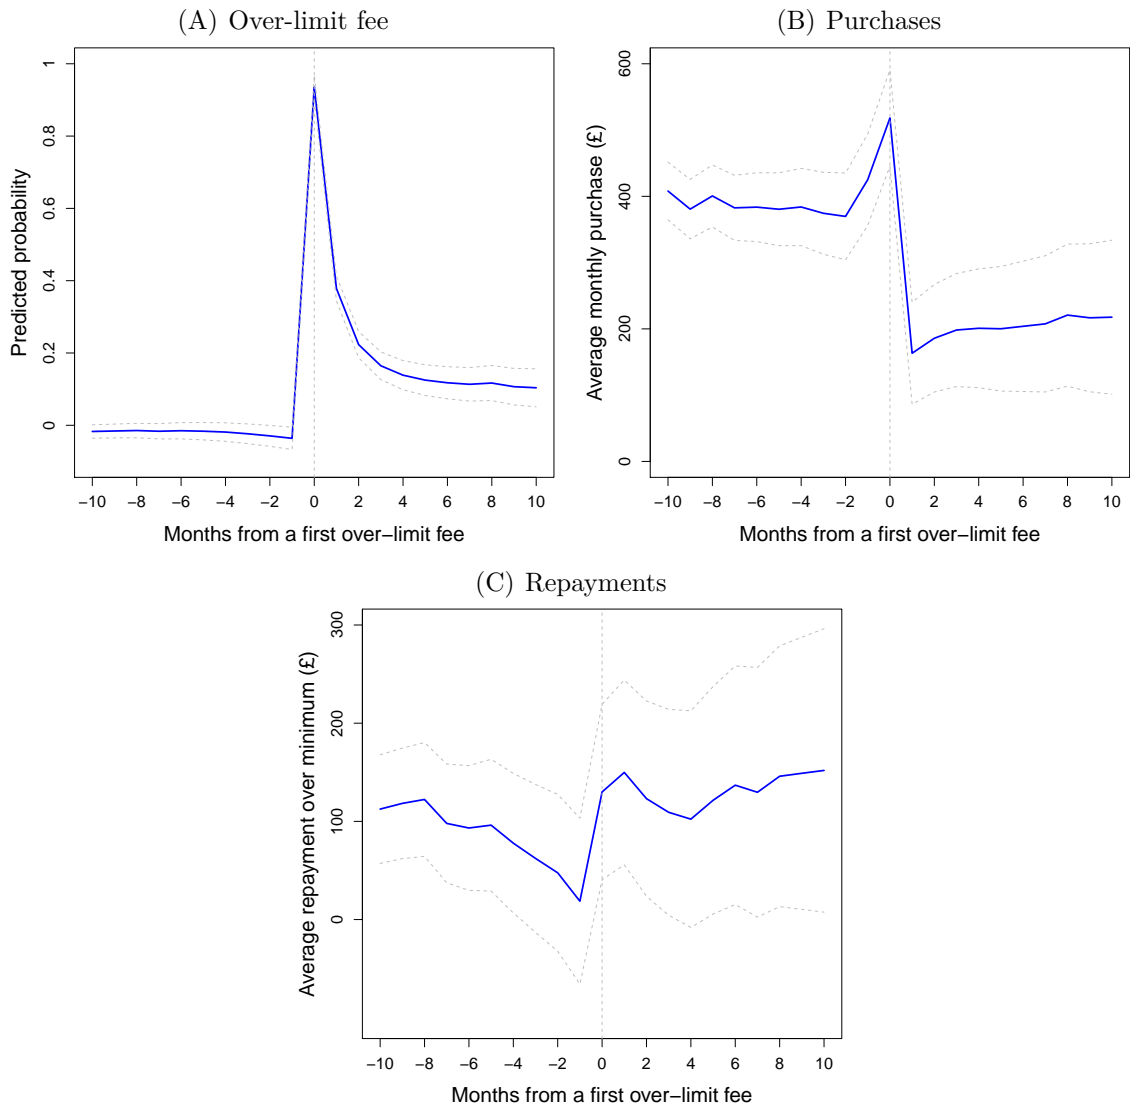 (A) Over-limit fee
Predicted probability
1
0.8
0.6
0.4
0.2
0
−10 −8 −6 −4 −2 0 2 4 6 8 10
Months from a first over−limit fee
(B) Purchases
Average monthly purchase (£)
600
400
200
0
−10 −8 −6 −4 −2 0 2 4 6 8 10
Months from a first over−limit fee
(C) Repayments
Average repayment over minimum (£)
300
200
100
0
−10 −8 −6 −4 −2 0 2 4 6 8 10
Months from a first over−limit fee